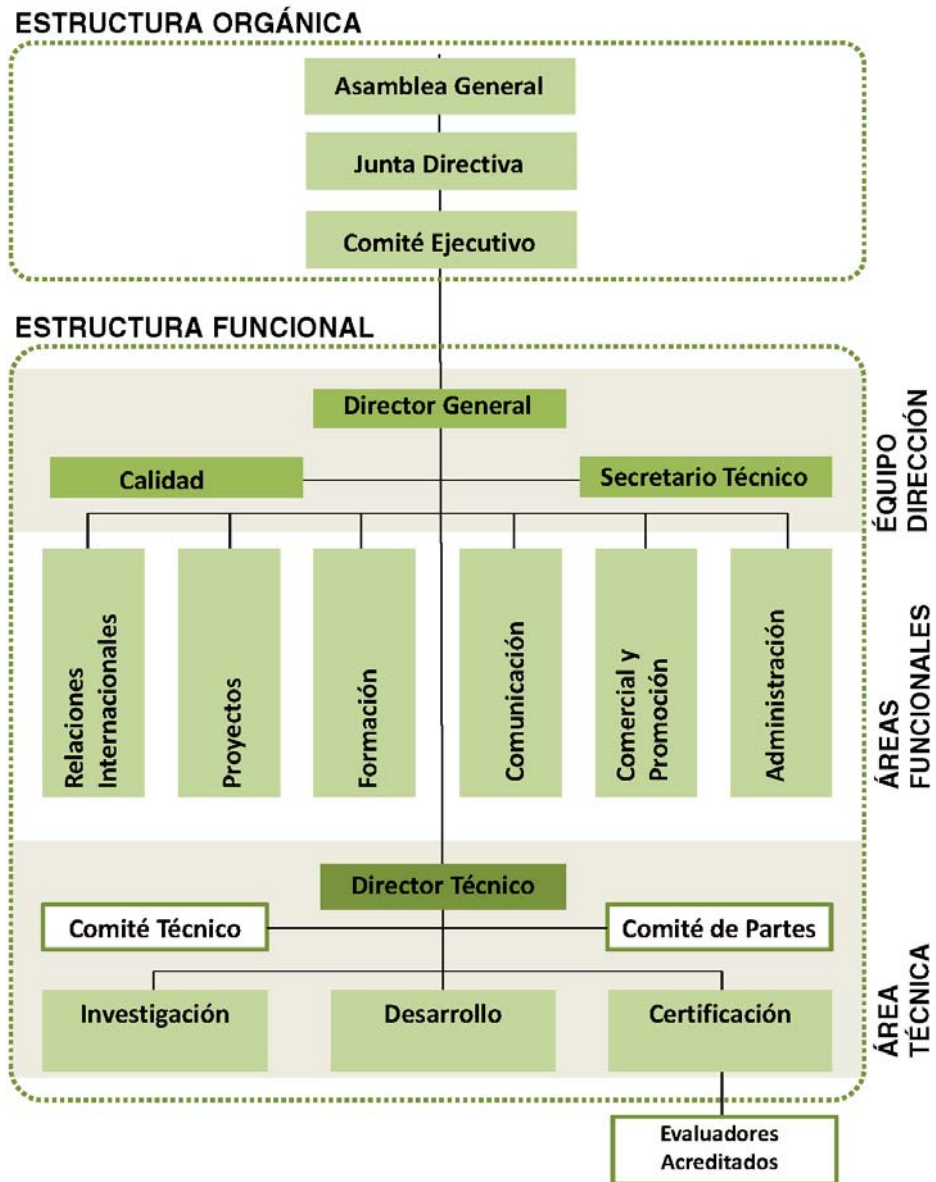 ESTRUCTURA ORGÁNICA
Asamblea General
Junta Directiva
Comité Ejecutivo
ESTRUCTURA FUNCIONAL
Director General
Calidad
Secretario Técnico
ÉQUIPO
DIRECCIÓN
Relaciones
Internacionales
Proyectos
Formación
Comunicación
Comercial y
Promoción
Administración
ÁREAS
FUNCIONALES
Director Técnico
Comité Técnico
Comité de Partes
Investigación
Desarrollo
Certificación
ÁREA
TÉCNICA
Evaluadores
Acreditados